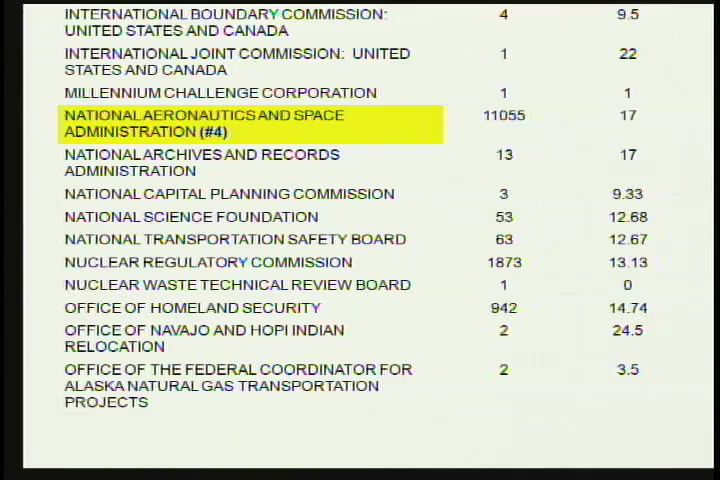 INTERNATIONAL BOUNDARY COMMISSION: 4 9.5
UNITED STATES AND CANADA
INTERNATIONAL JOINT COMMISSION: UNITED 1 22
STATES AND CANADA
MILLENNIUM CHALLENGE CORPORATION 1 1
NATIONAL AERONAUTICS AND SPACE 11055 17
ADMINISTRATION (#4)
NATIONAL ARCHIVES AND RECORDS 13 17
ADMINISTRATION
NATIONAL CAPITAL PLANNING COMMISSION 3 9.33
NATIONAL SCIENCE FOUNDATION 53 12.68
NATIONAL TRANSPORTATION SAFETY BOARD 63 12.67
NUCLEAR REGULATORY COMMISSION 1873 13.13
NUCLEAR WASTE TECHNICAL REVIEW BOARD 1 0
OFFICE OF HOMELAND SECURITY 942 14.74
OFFICE OF NAVAJO AND HOPI INDIAN 2 24.5
RELOCATION
OFFICE OF THE FEDERAL COORDINATOR FOR 2 3.5
ALASKA NATURAL GAS TRANSPORTATION
PROJECTS